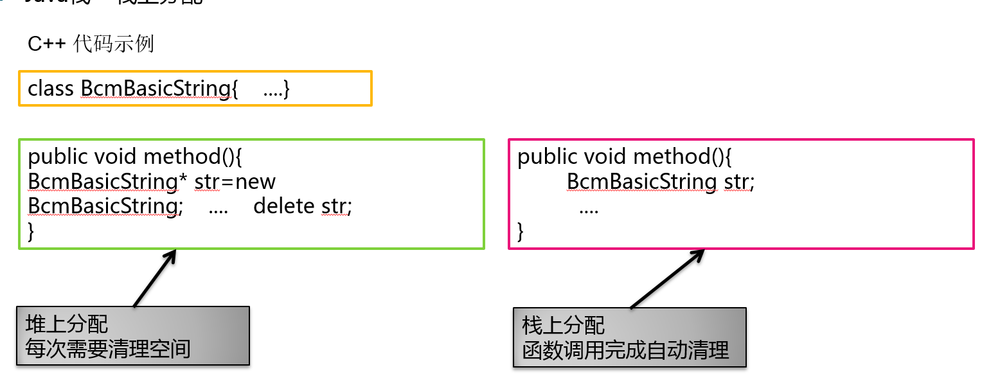 C++ 代码示例
class BcmBasicString{ ....}
public void method(){
BcmBasicString* str=new
BcmBasicString; .... delete str;
}
public void method(){
BcmBasicString str;
....
}
堆上分配
每次需要清理空间
栈上分配
函数调用完成自动清理